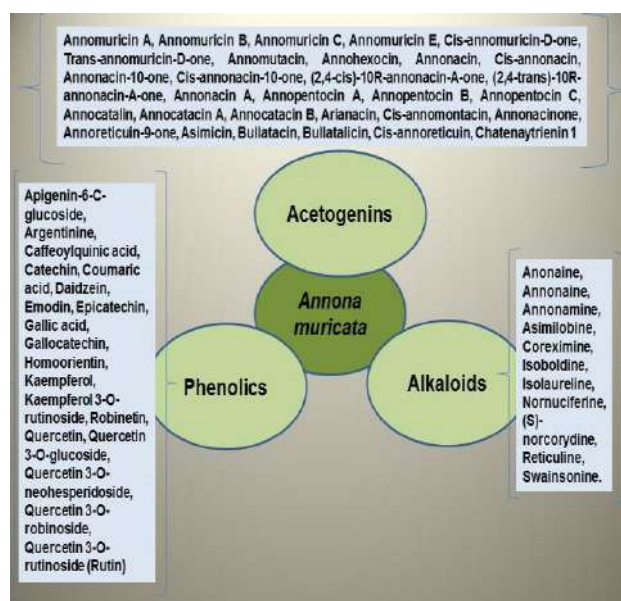 Annomuricin A, Annomuricin B, Annomuricin C, Annomuricin E, Cis-annomuricin-D-one,
Trans-annomuricin-D-one, Annomutacin, Annohexocin, Annonacin, Cis-annonacin,
Annonacin-10-one, Cis-annonacin-10-one, (2,4-cis)-10R-annonacin-A-one, (2,4-trans)-10R-
annonacin-A-one, Annonacin A, Annopentocin A, Annopentocin B, Annopentocin C,
Annocatalin, Annocatacin A, Annocatacin B, Arianacin, Cis-annomontacin, Annonacinone,
Annoreticuin-9-one, Asimicin, Bullatacin, Bullatalicin, Cis-annoreticuin, Chatenaytrienin 1
Acetogenins
Annona
muricata
Phenolics
Alkaloids
Apigenin-6-C-
glucoside,
Argentinine,
Caffeoylquinic acid,
Catechin, Coumaric
acid, Daidzein,
Emodin, Epicatechin,
Gallic acid,
Gallocatechin,
Homoorientin,
Kaempferol,
Kaempferol 3-O-
rutinoside, Robinetin,
Quercetin, Quercetin
3-O-glucoside,
Quercetin 3-O-
neohesperidoside,
Quercetin 3-O-
robinoside,
Quercetin 3-O-
rutinoside (Rutin)
Anonaine,
Annonaine,
Annonamine,
Asimilobine,
Coreximine,
Isoboldine,
Isolaureline,
Nornuciferine,
(S)-
norcorydine,
Reticuline,
Swainsonine.